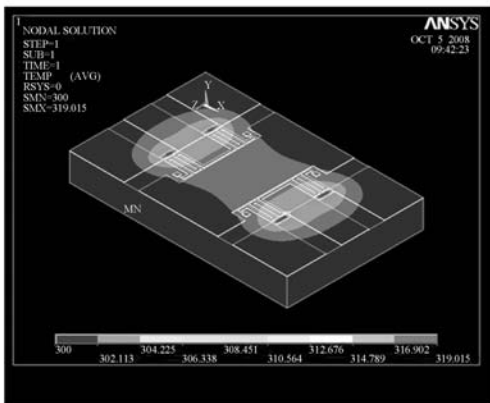 1
NODAL SOLUTION
STEP=1
SUB=1
TIME=1
TEMP (AVG)
RSYS=0
SMN=300
SMX=319.015
ANSYS
OCT 5 2008
09:42:23
Y
Z X
MN
300 304.225 308.451 312.676 316.902
302.113 306.338 310.564 314.789 319.015